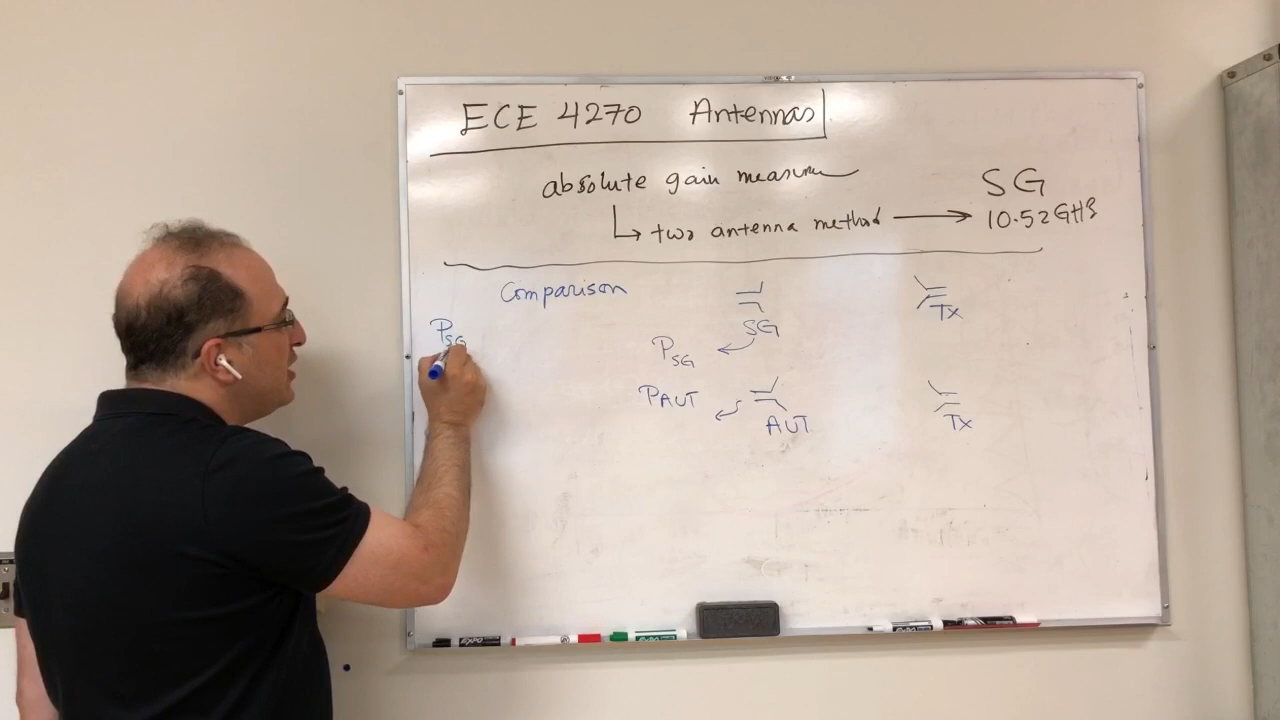 ECE 4270 Antennas
absolute gain measure
two antenna method
SG
10.52 GHz
Comparison
SG
Tx
PSG
PSG
PAUT
AUT
Tx
EXPO